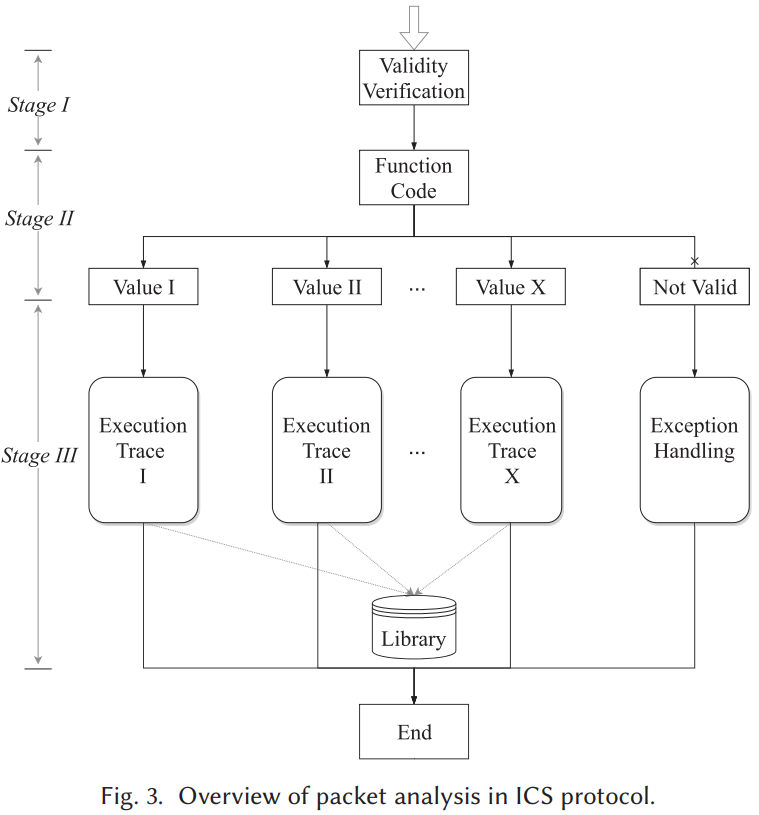 Validity
Verification
Stage I
Function
Code
Stage II
Value I
Value II
...
Value X
Not Valid
Execution
Trace
I
Execution
Trace
II
...
Execution
Trace
X
Exception
Handling
Stage III
Library
End
Fig. 3. Overview of packet analysis in ICS protocol.